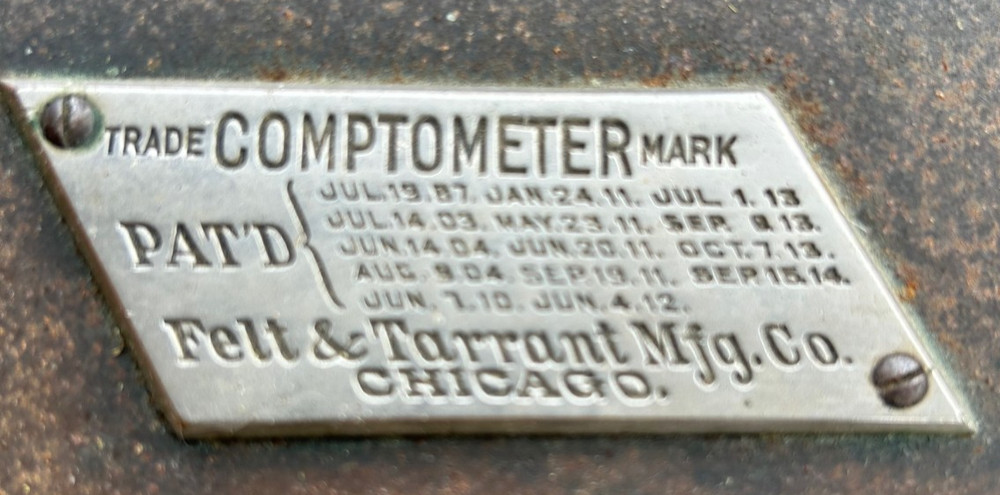 TRADE COMPTOMETER MARK
JUL.19.87. JAN.24.11. JUL. 1. 13
JUL.14.03. MAY.23.11. SEP. 9.13.
PAT'D JUN.14.04. JUN.20.11. OCT.7.13.
AUG. 9.04 SEP.19.11. SEP.15.14.
JUN. 7.10. JUN.4.12.
Felt & Tarrant Mfg. Co.
CHICAGO.